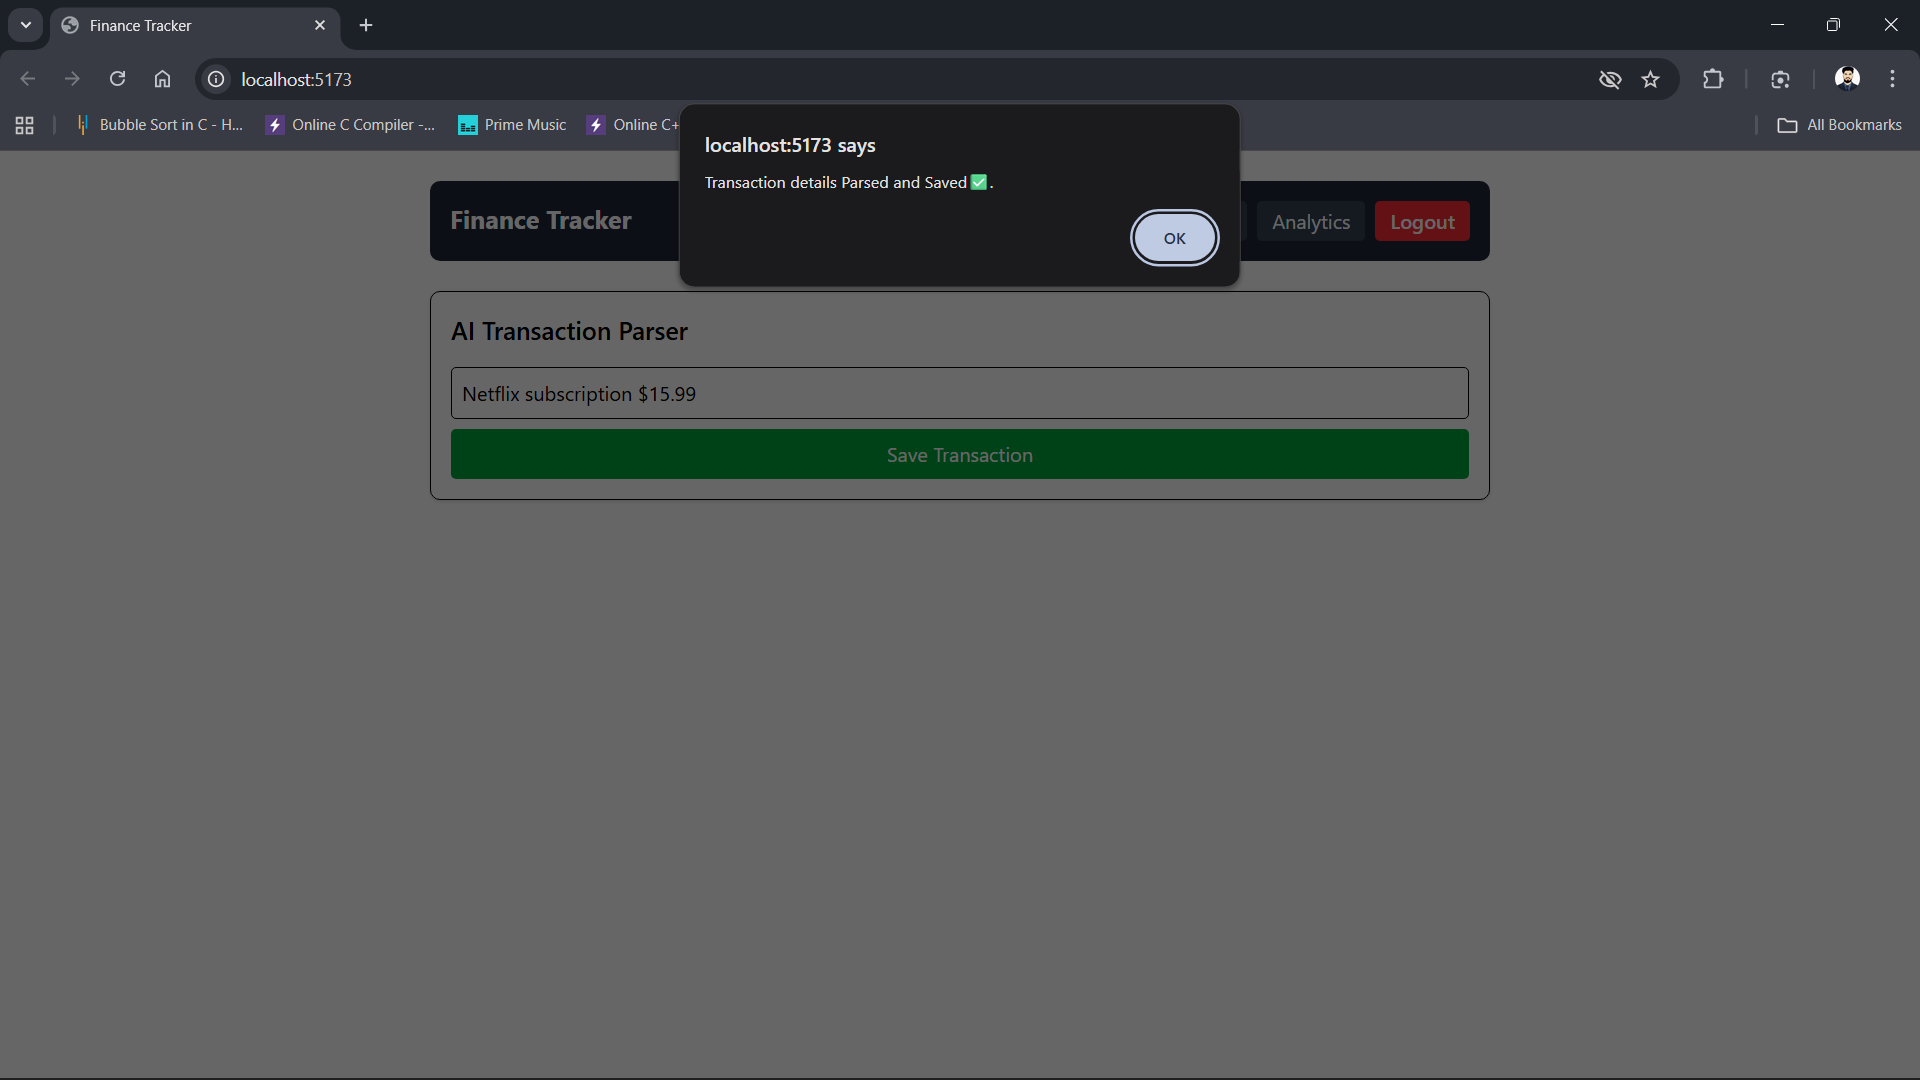 Finance Tracker
localhost:5173
Bubble Sort in C - H...
Online C Compiler -...
Prime Music
Online C+
All Bookmarks
localhost:5173 says
Transaction details Parsed and Saved✅.
OK
Finance Tracker
Analytics
Logout
AI Transaction Parser
Netflix subscription $15.99
Save Transaction